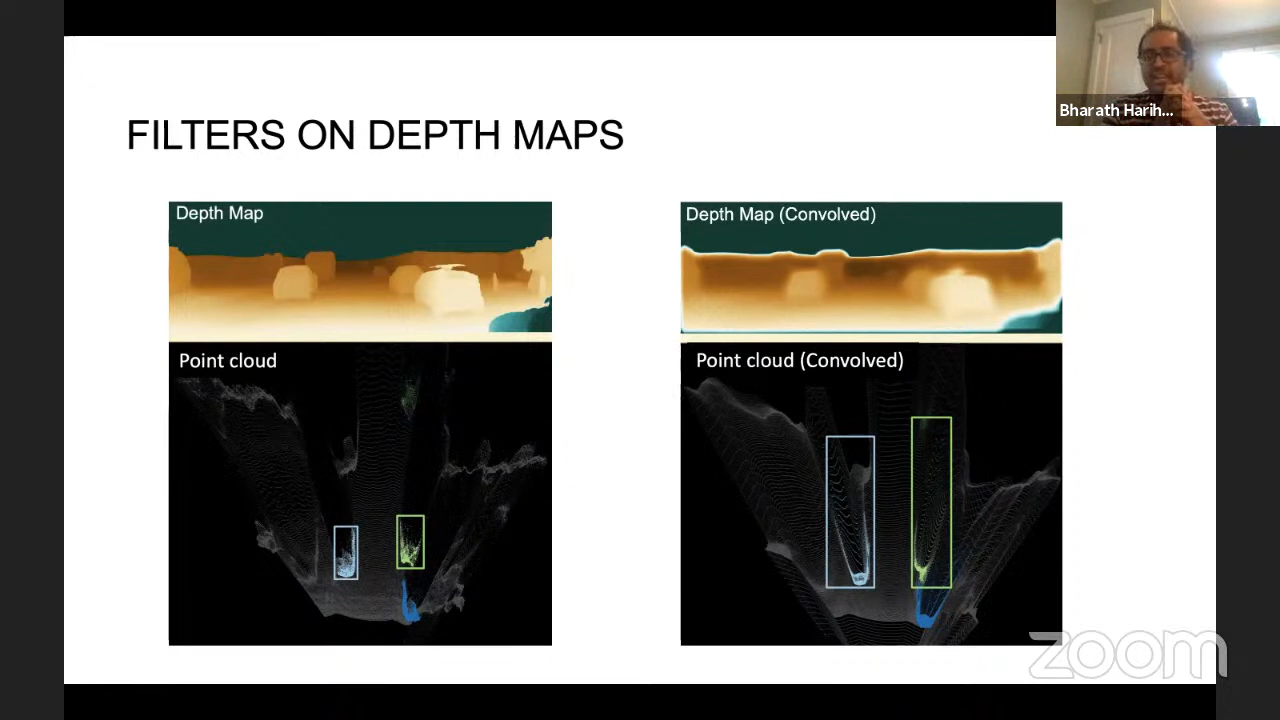 Bharath Harih...
FILTERS ON DEPTH MAPS
Depth Map
Depth Map (Convolved)
Point cloud
Point cloud (Convolved)
zoom